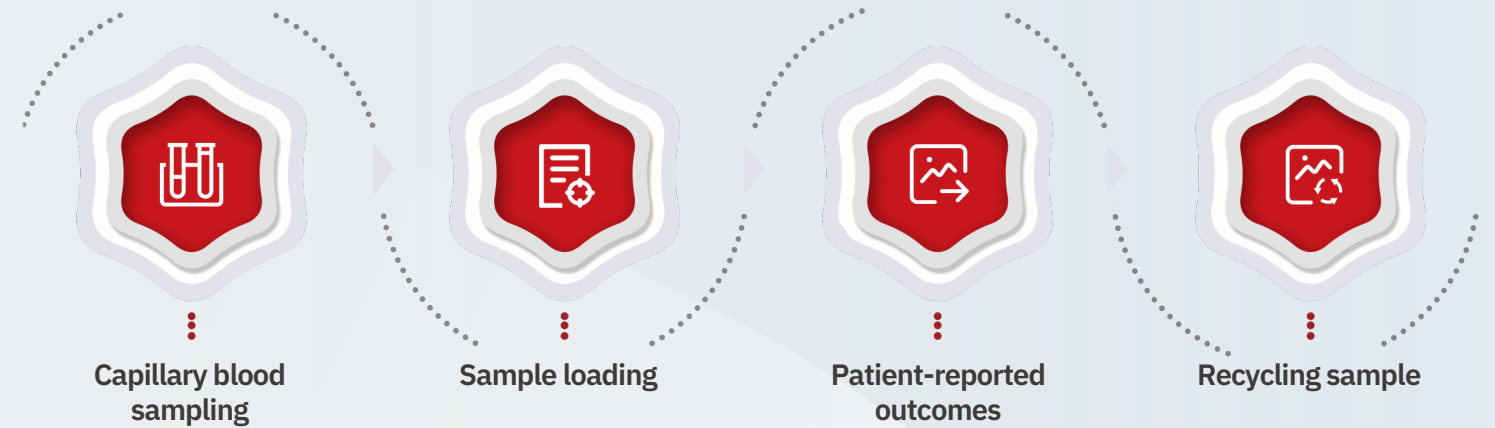 Capillary blood
sampling
Sample loading
Patient-reported
outcomes
Recycling sample